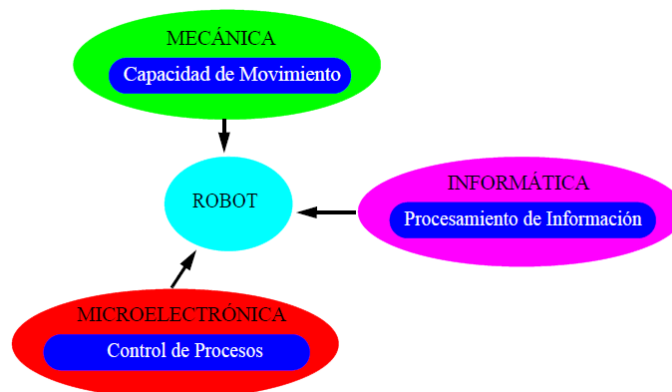 MECÁNICA
Capacidad de Movimiento
ROBOT
INFORMÁTICA
Procesamiento de Información
MICROELECTRÓNICA
Control de Procesos